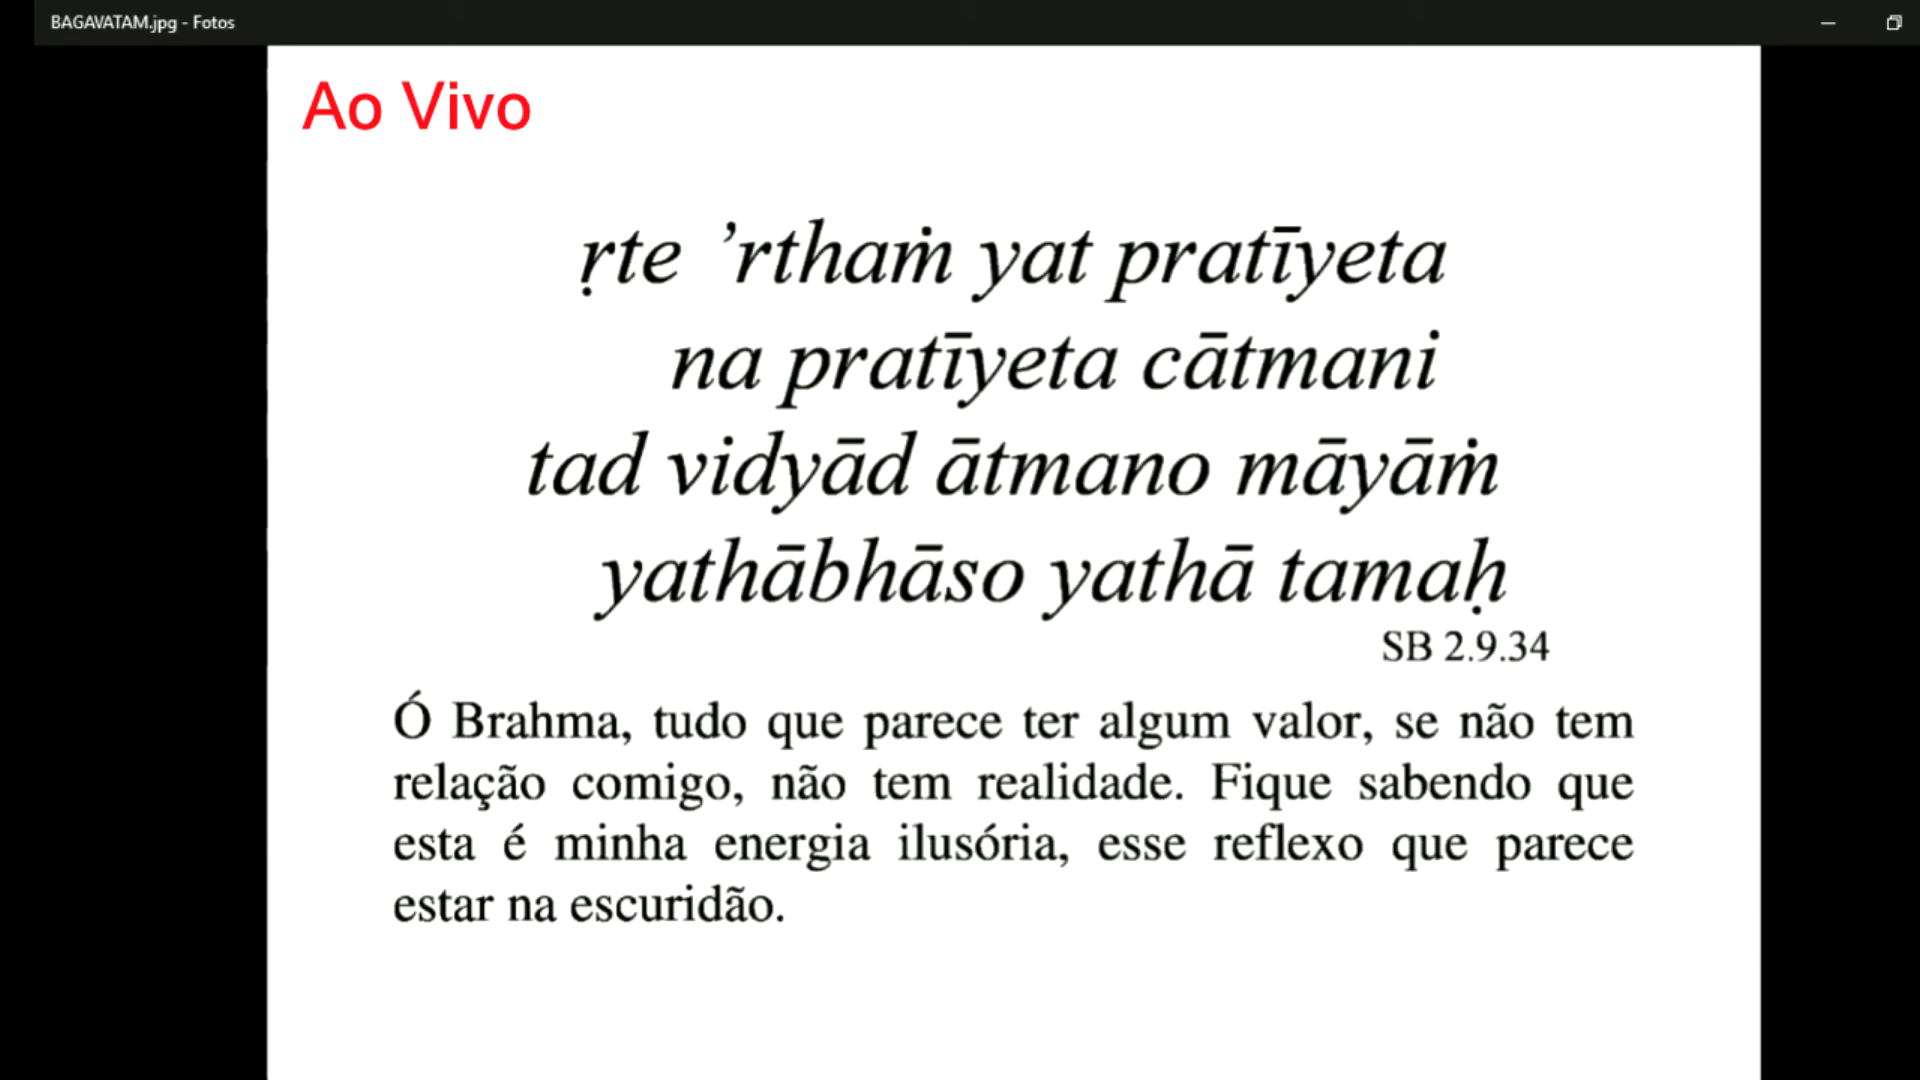 BAGAVATAM.jpg - Fotos
Ao Vivo
ṛte ’rthaṁ yat pratīyeta
na pratīyeta cātmani
tad vidyād ātmano māyāṁ
yathābhāso yathā tamaḥ
SB 2.9.34
Ó Brahma, tudo que parece ter algum valor, se não tem
relação comigo, não tem realidade. Fique sabendo que
esta é minha energia ilusória, esse reflexo que parece
estar na escuridão.